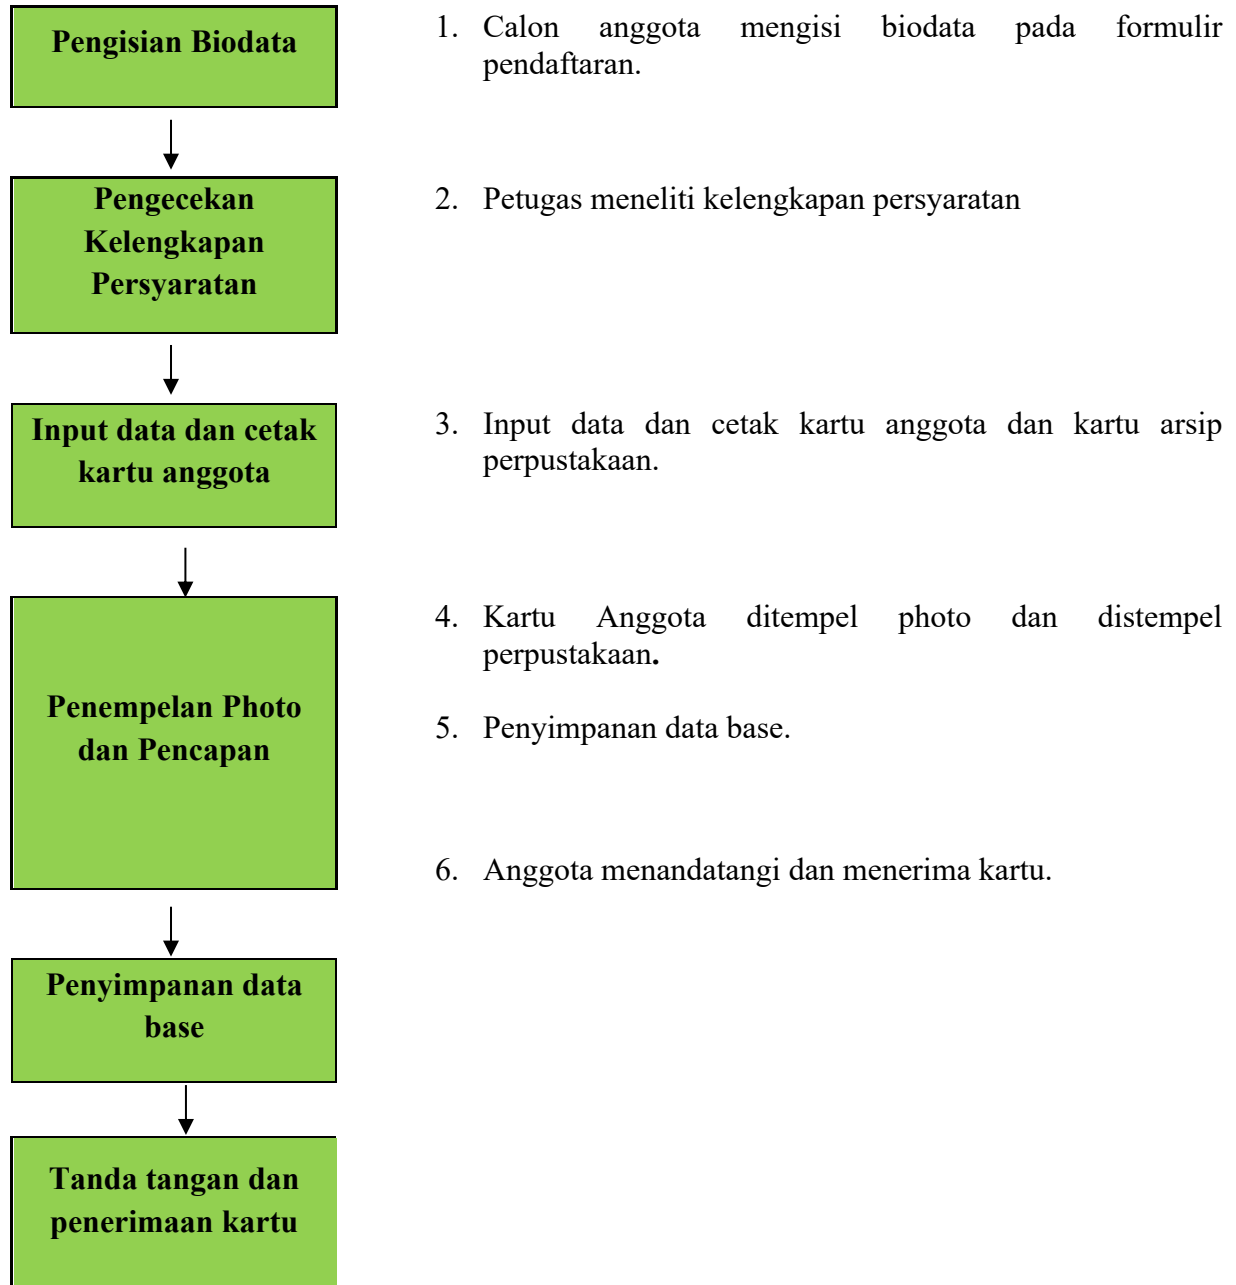 Pengisian Biodata
1. Calon anggota mengisi biodata pada formulir
pendaftaran.
Pengecekan
Kelengkapan
Persyaratan
2. Petugas meneliti kelengkapan persyaratan
Input data dan cetak
kartu anggota
3. Input data dan cetak kartu anggota dan kartu arsip
perpustakaan.
Penempelan Photo
dan Pencapan
4. Kartu Anggota ditempel photo dan distempel
perpustakaan.
5. Penyimpanan data base.
6. Anggota menandatangi dan menerima kartu.
Penyimpanan data
base
Tanda tangan dan
penerimaan kartu